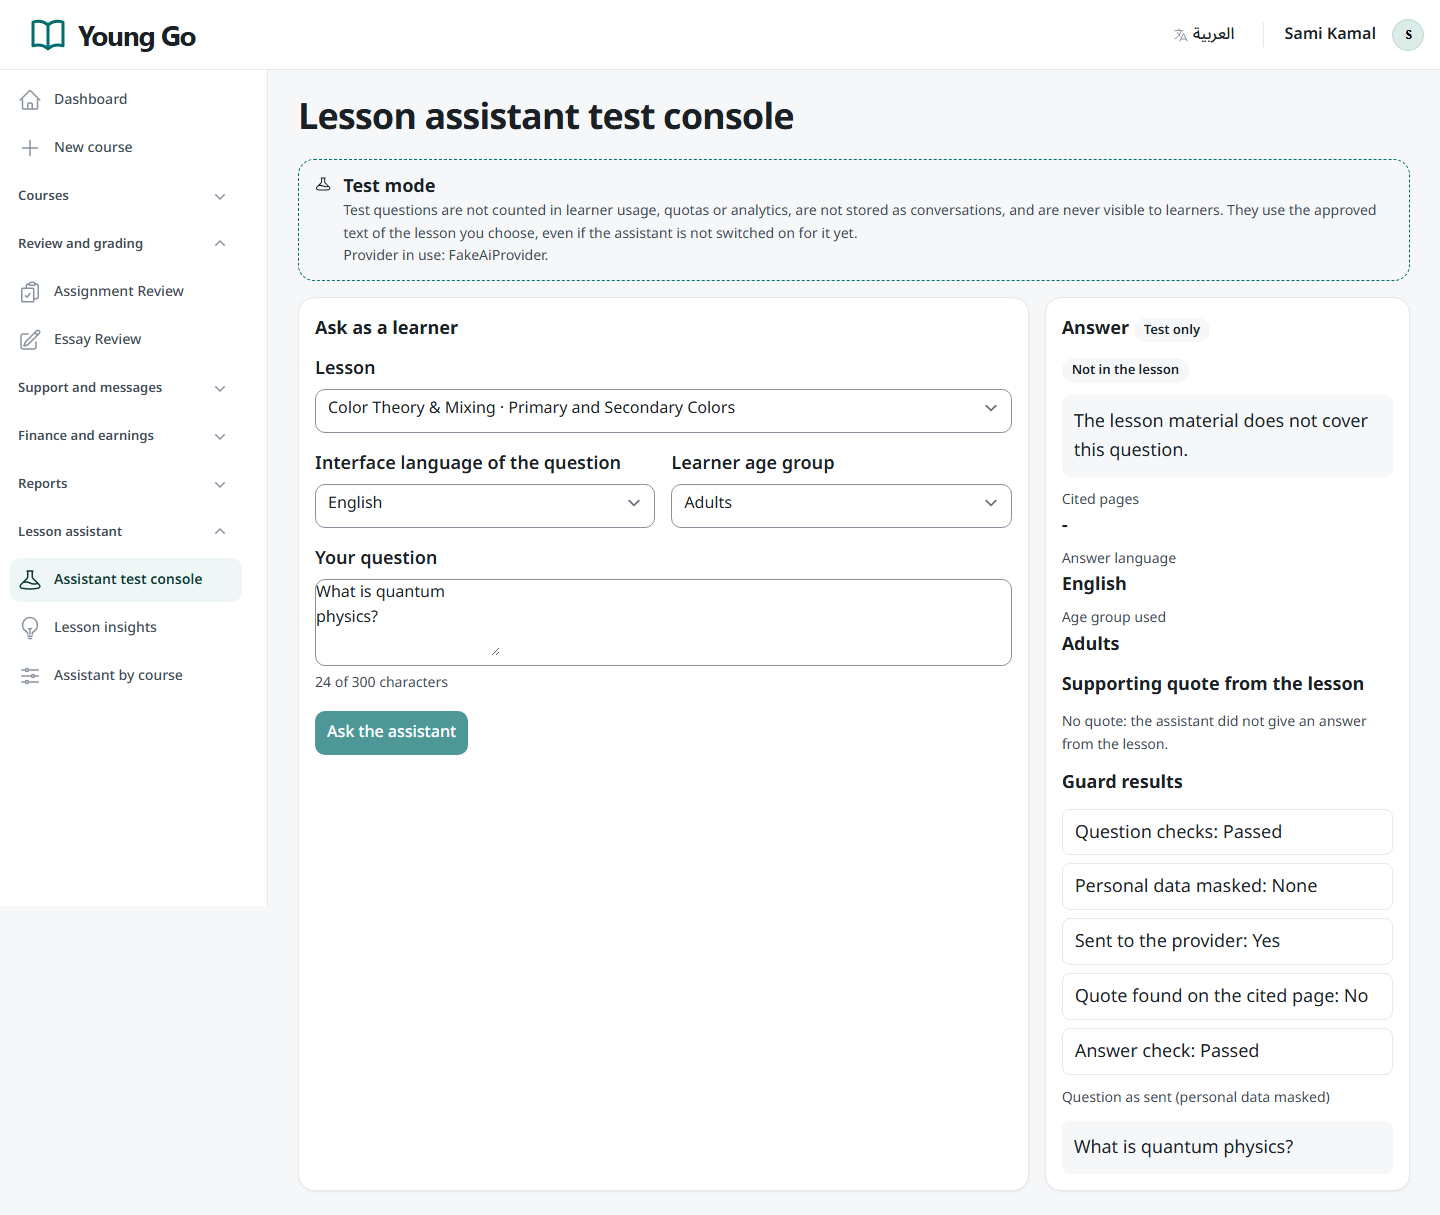 Young Go
العربية
Sami Kamal
S
Dashboard
New course
Courses
Review and grading
Assignment Review
Essay Review
Support and messages
Finance and earnings
Reports
Lesson assistant
Assistant test console
Lesson insights
Assistant by course
Lesson assistant test console
Test mode
Test questions are not counted in learner usage, quotas or analytics, are not stored as conversations, and are never visible to learners. They use the approved
text of the lesson you choose, even if the assistant is not switched on for it yet.
Provider in use: FakeAiProvider.
Ask as a learner
Lesson
Color Theory & Mixing · Primary and Secondary Colors
Interface language of the question
English
Learner age group
Adults
Your question
What is quantum
physics?
24 of 300 characters
Ask the assistant
Answer
Test only
Not in the lesson
The lesson material does not cover
this question.
Cited pages
-
Answer language
English
Age group used
Adults
Supporting quote from the lesson
No quote: the assistant did not give an answer
from the lesson.
Guard results
Question checks: Passed
Personal data masked: None
Sent to the provider: Yes
Quote found on the cited page: No
Answer check: Passed
Question as sent (personal data masked)
What is quantum physics?